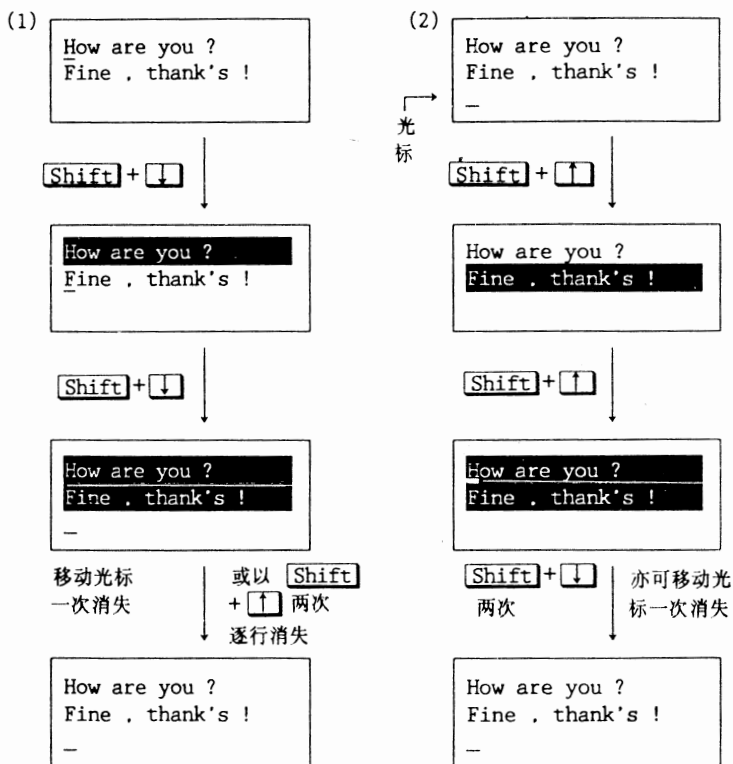 (1)
How are you ?
Fine , thank's !
Shift + ↓
How are you ?
Fine , thank's !
Shift + ↓
How are you ?
Fine , thank's !
移动光标
一次消失
或以 Shift
+ ↑ 两次
逐行消失
How are you ?
Fine , thank's !
(2)
How are you ?
Fine , thank's !
光
标
Shift + ↑
How are you ?
Fine , thank's !
Shift + ↑
How are you ?
Fine , thank's !
Shift + ↓
两次
亦可移动光
标一次消失
How are you ?
Fine , thank's !